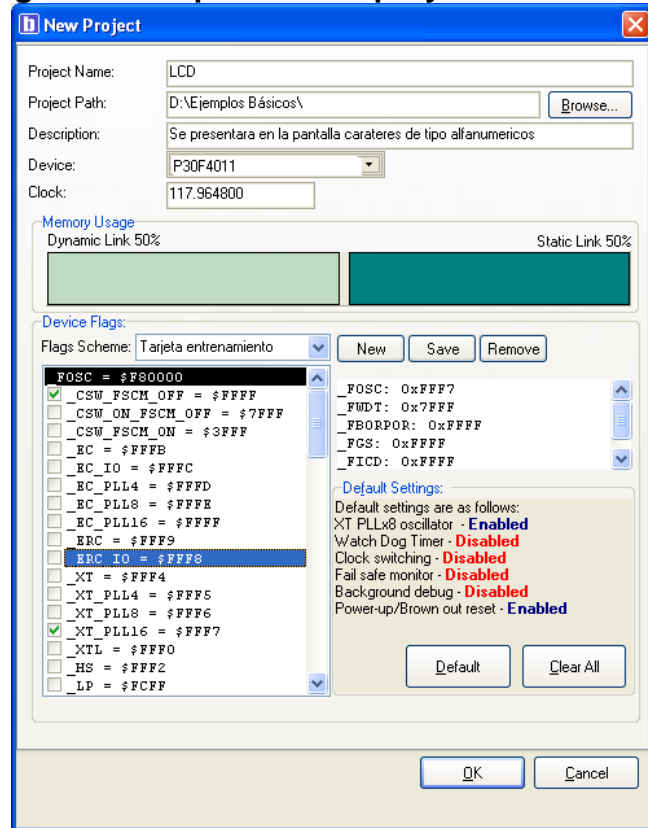 New Project
Project Name: LCD
Project Path: D:\Ejemplos Básicos\ Browse...
Description: Se presentara en la pantalla carateres de tipo alfanumericos
Device: P30F4011
Clock: 117.964800
Memory Usage
Dynamic Link 50% Static Link 50%
Device Flags:
Flags Scheme: Tarjeta entrenamiento New Save Remove
_FOSC = $F80000
_CSW_FSCM_OFF = $FFFF
_CSW_ON_FSCM_OFF = $7FFF
_CSW_FSCM_ON = $3FFF
_EC = $FFFB
_EC_IO = $FFFC
_EC_PLL4 = $FFFD
_EC_PLL8 = $FFFE
_EC_PLL16 = $FFFF
_ERC = $FFF9
_ERC_IO = $FFF8
_XT = $FFF4
_XT_PLL4 = $FFF5
_XT_PLL8 = $FFF6
_XT_PLL16 = $FFF7
_XTL = $FFF0
_HS = $FFF2
_LP = $FCFF
_FOSC: 0xFFF7
_FWDT: 0x7FFF
_FBORPOR: 0xFFFF
_FGS: 0xFFFF
_FICD: 0xFFFF
Default Settings:
Default settings are as follows:
XT PLLx8 oscillator - Enabled
Watch Dog Timer - Disabled
Clock switching - Disabled
Fail safe monitor - Disabled
Background debug - Disabled
Power-up/Brown out reset - Enabled
Default Clear All
OK Cancel